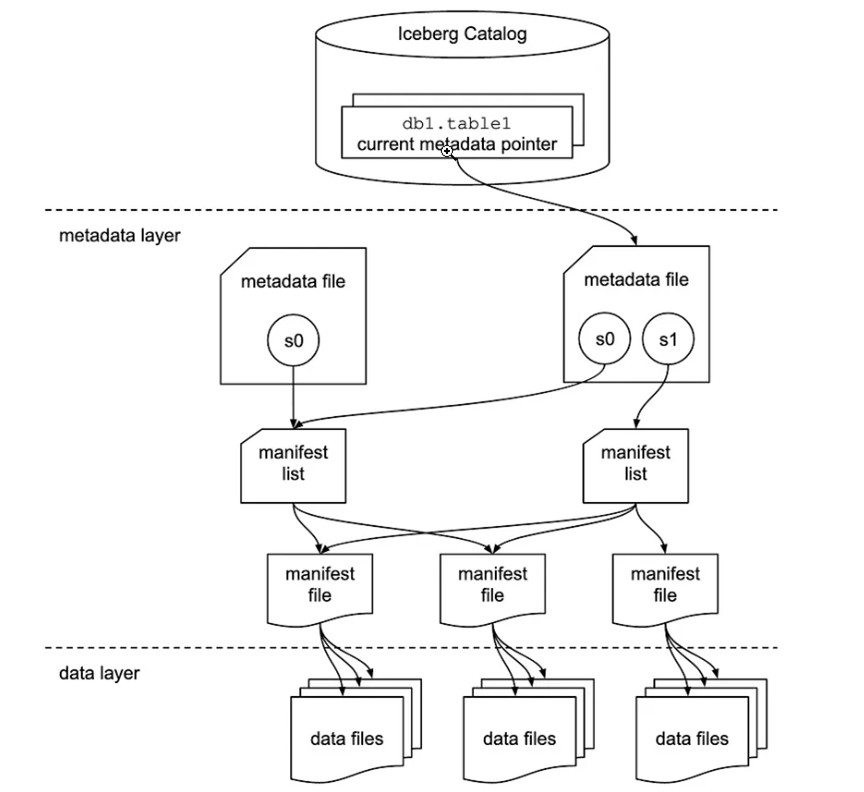 Iceberg Catalog
db1.table1
current metadata pointer
metadata layer
metadata file
s0
metadata file
s0
s1
manifest
list
manifest
list
manifest
file
manifest
file
manifest
file
data layer
data files
data files
data files